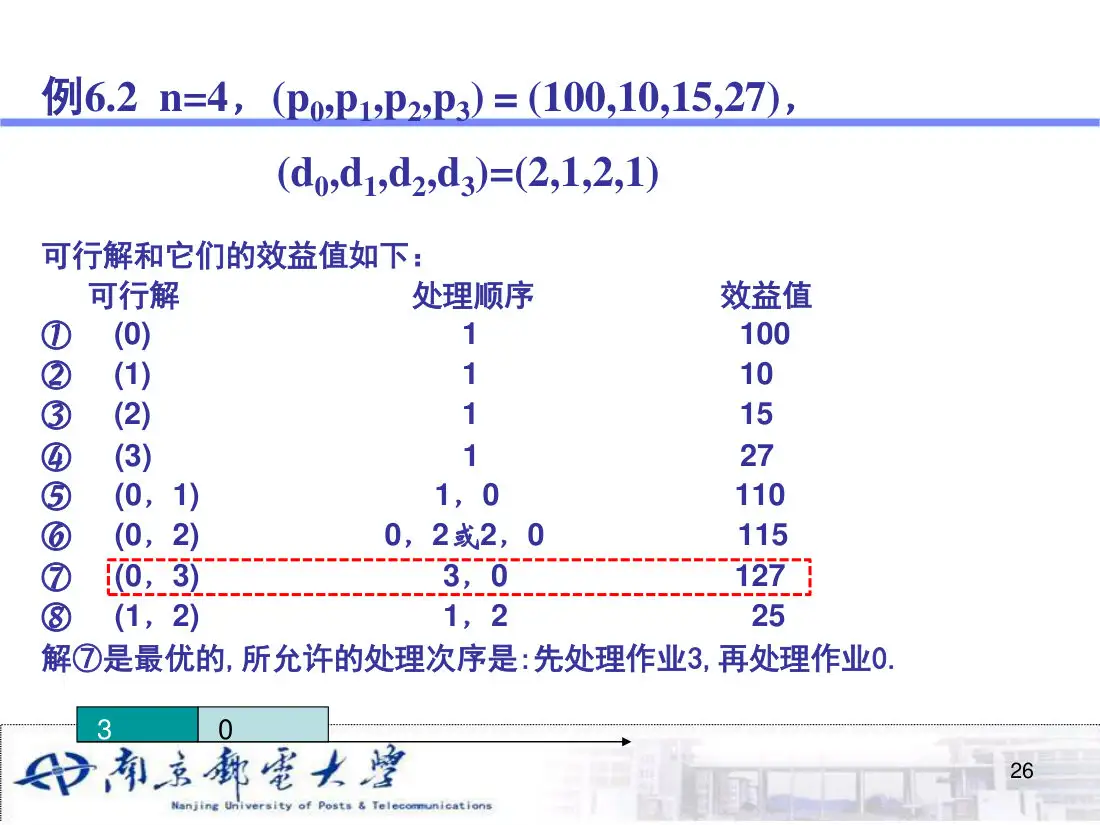 例6.2 n=4，(p0,p1,p2,p3) = (100,10,15,27)，
(d0,d1,d2,d3)=(2,1,2,1)
可行解和它们的效益值如下：
可行解 处理顺序 效益值
① (0) 1 100
② (1) 1 10
③ (2) 1 15
④ (3) 1 27
⑤ (0，1) 1，0 110
⑥ (0，2) 0，2或2，0 115
⑦ (0，3) 3，0 127
⑧ (1，2) 1，2 25
解⑦是最优的,所允许的处理次序是:先处理作业3,再处理作业0.
3 0
南京邮電大學
Nanjing University of Posts & Telecommunications
26